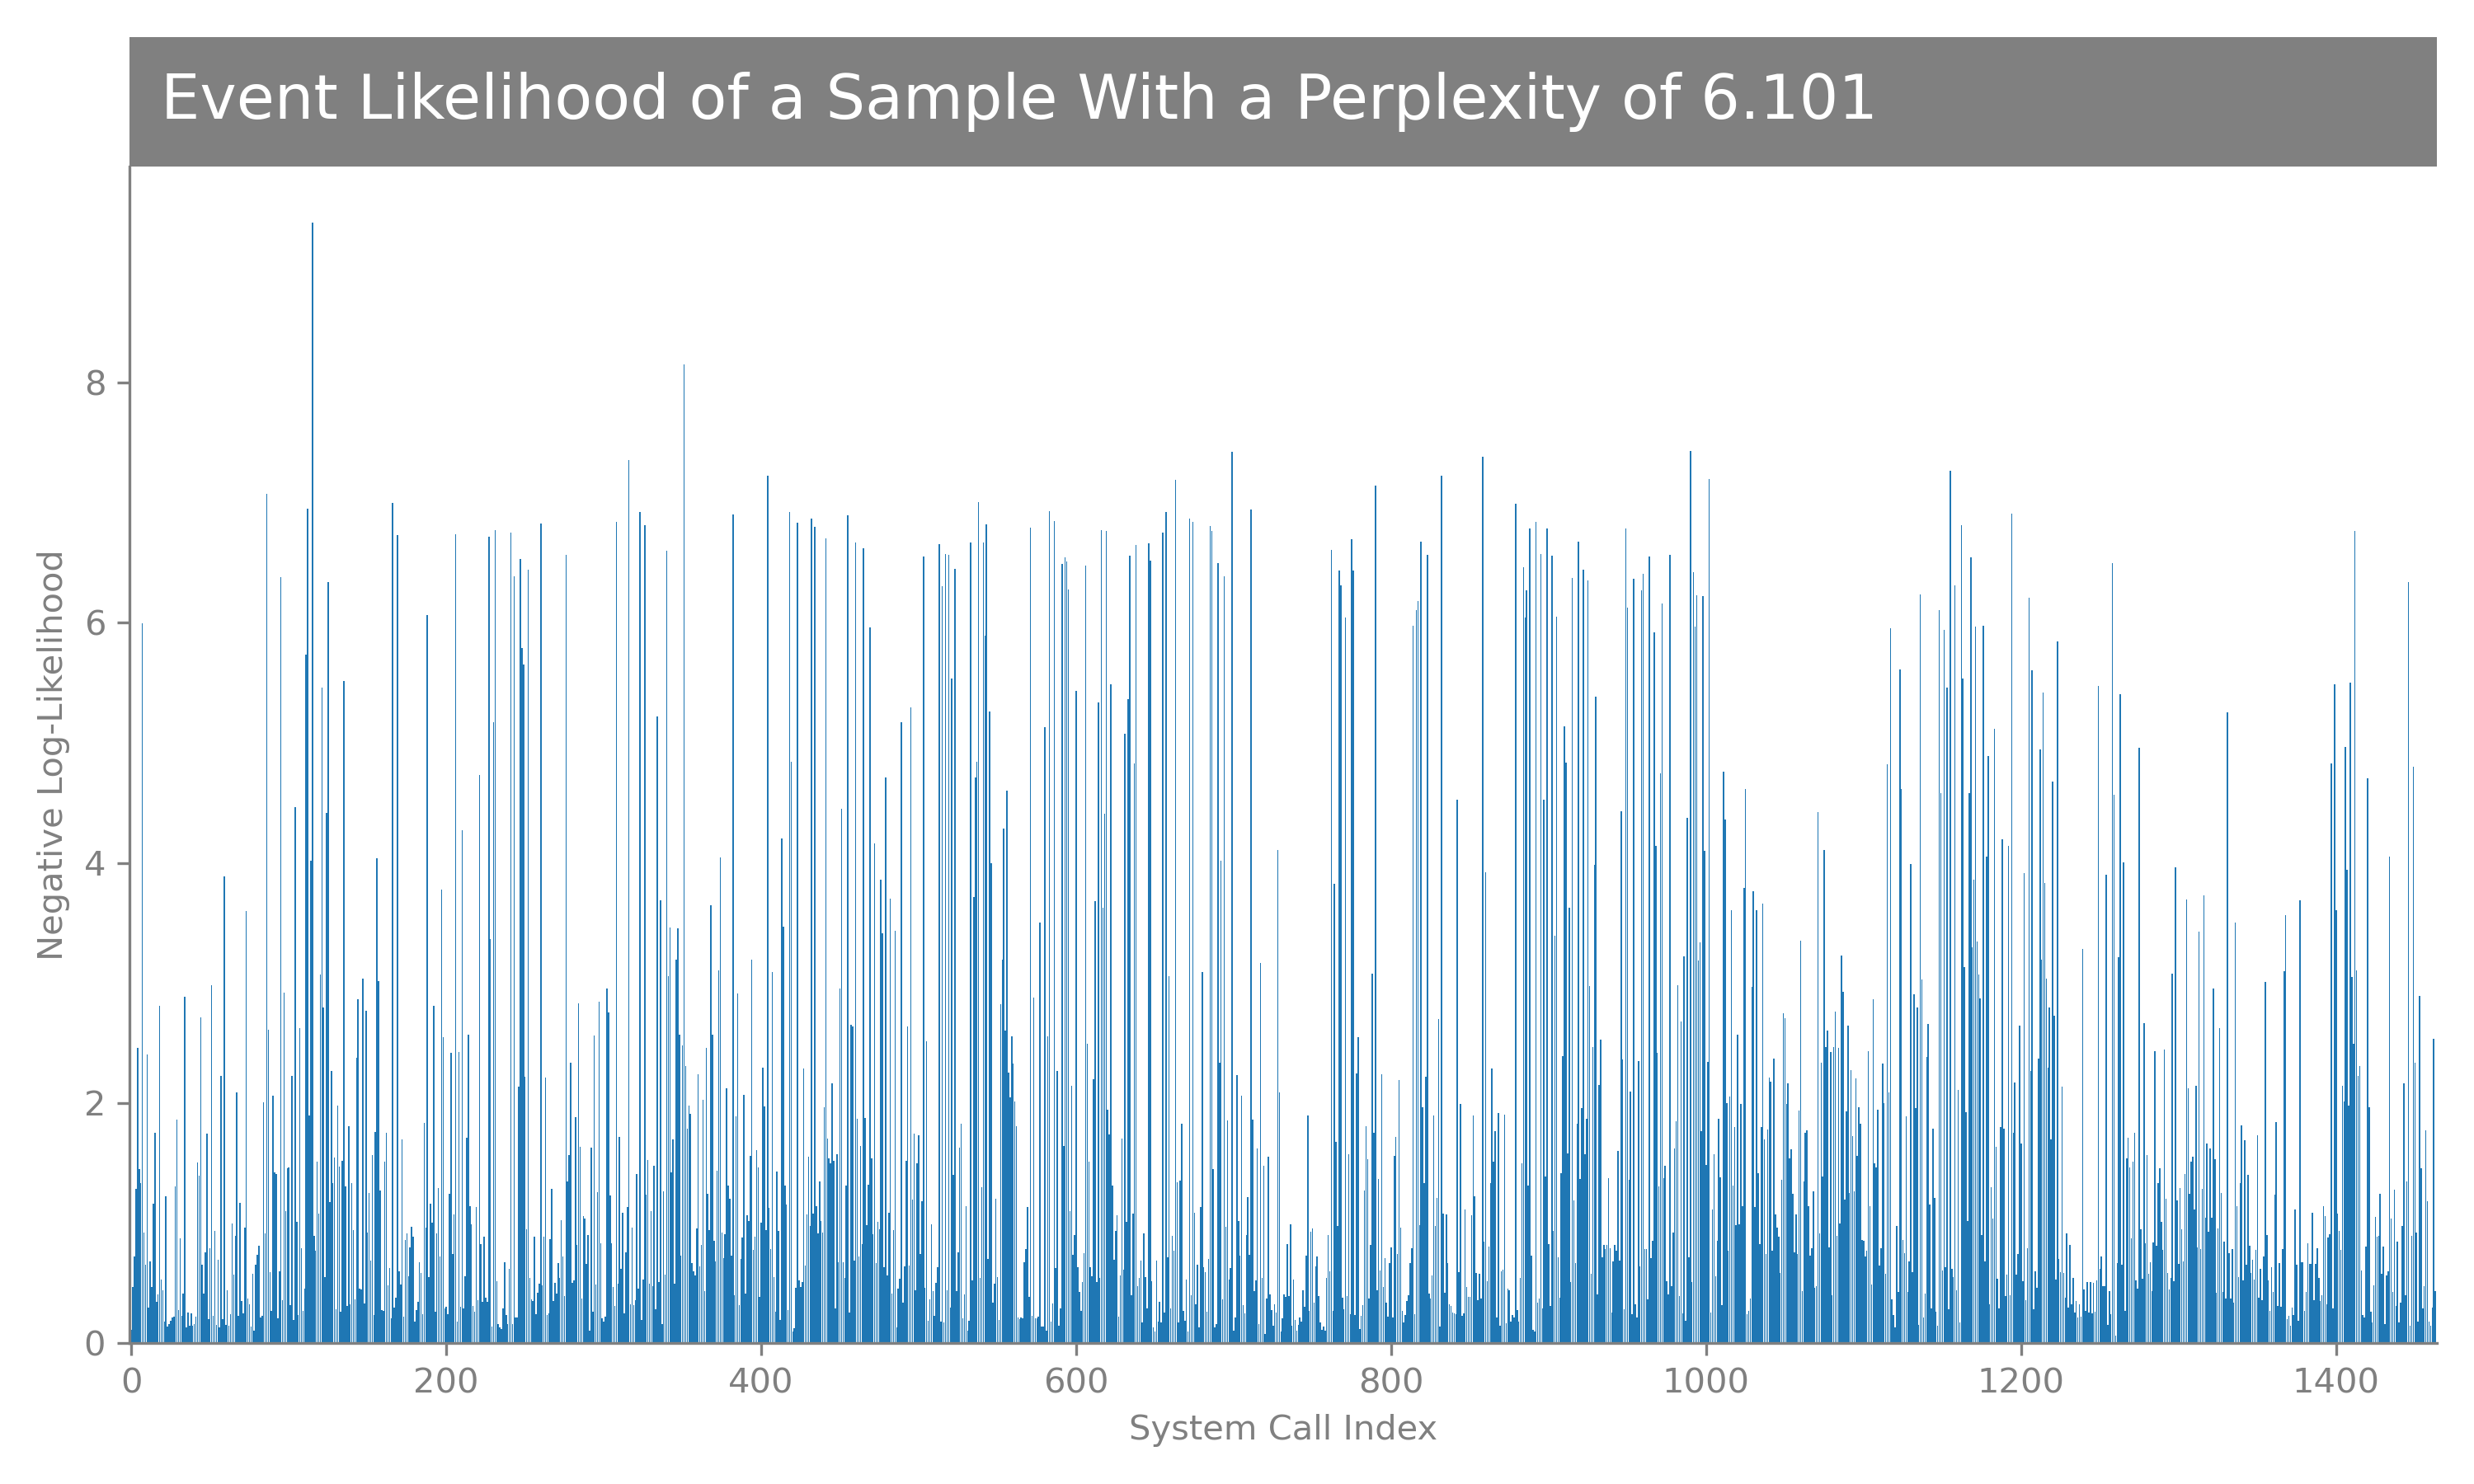 Event Likelihood of a Sample With a Perplexity of 6.101
Negative Log-Likelihood
8
6
4
2
0
0 200 400 600 800 1000 1200 1400
System Call Index